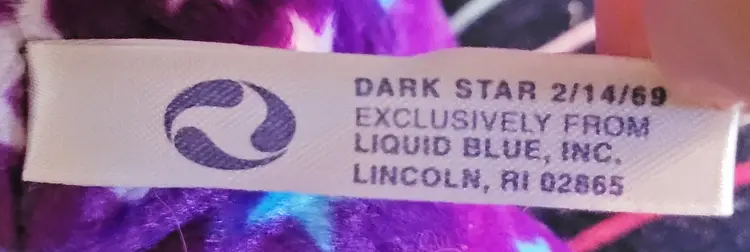 DARK STAR 2/14/69
EXCLUSIVELY FROM
LIQUID BLUE, INC.
LINCOLN, RI 02865